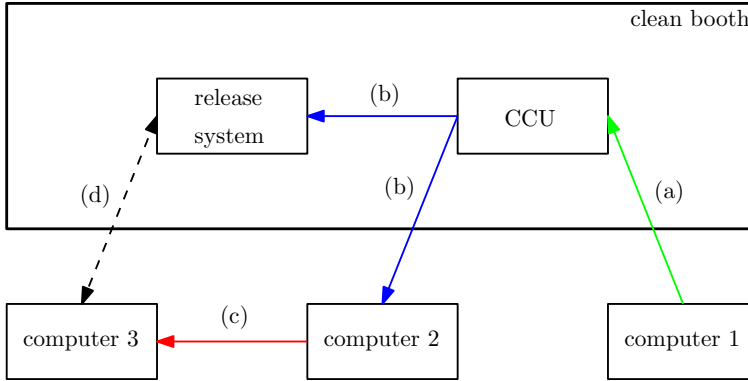 clean booth
release
system
(b)
CCU
(b)
(d)
(a)
computer 3
(c)
computer 2
computer 1